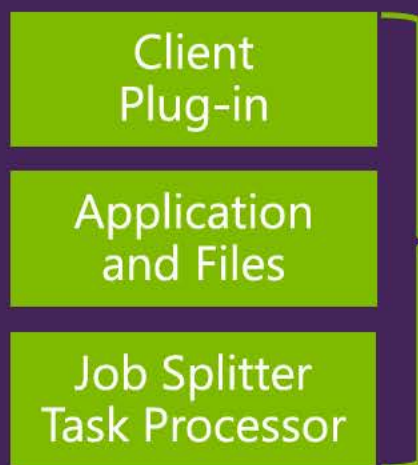 Client
Plug-in
Application
and Files
Job Splitter
Task Processor